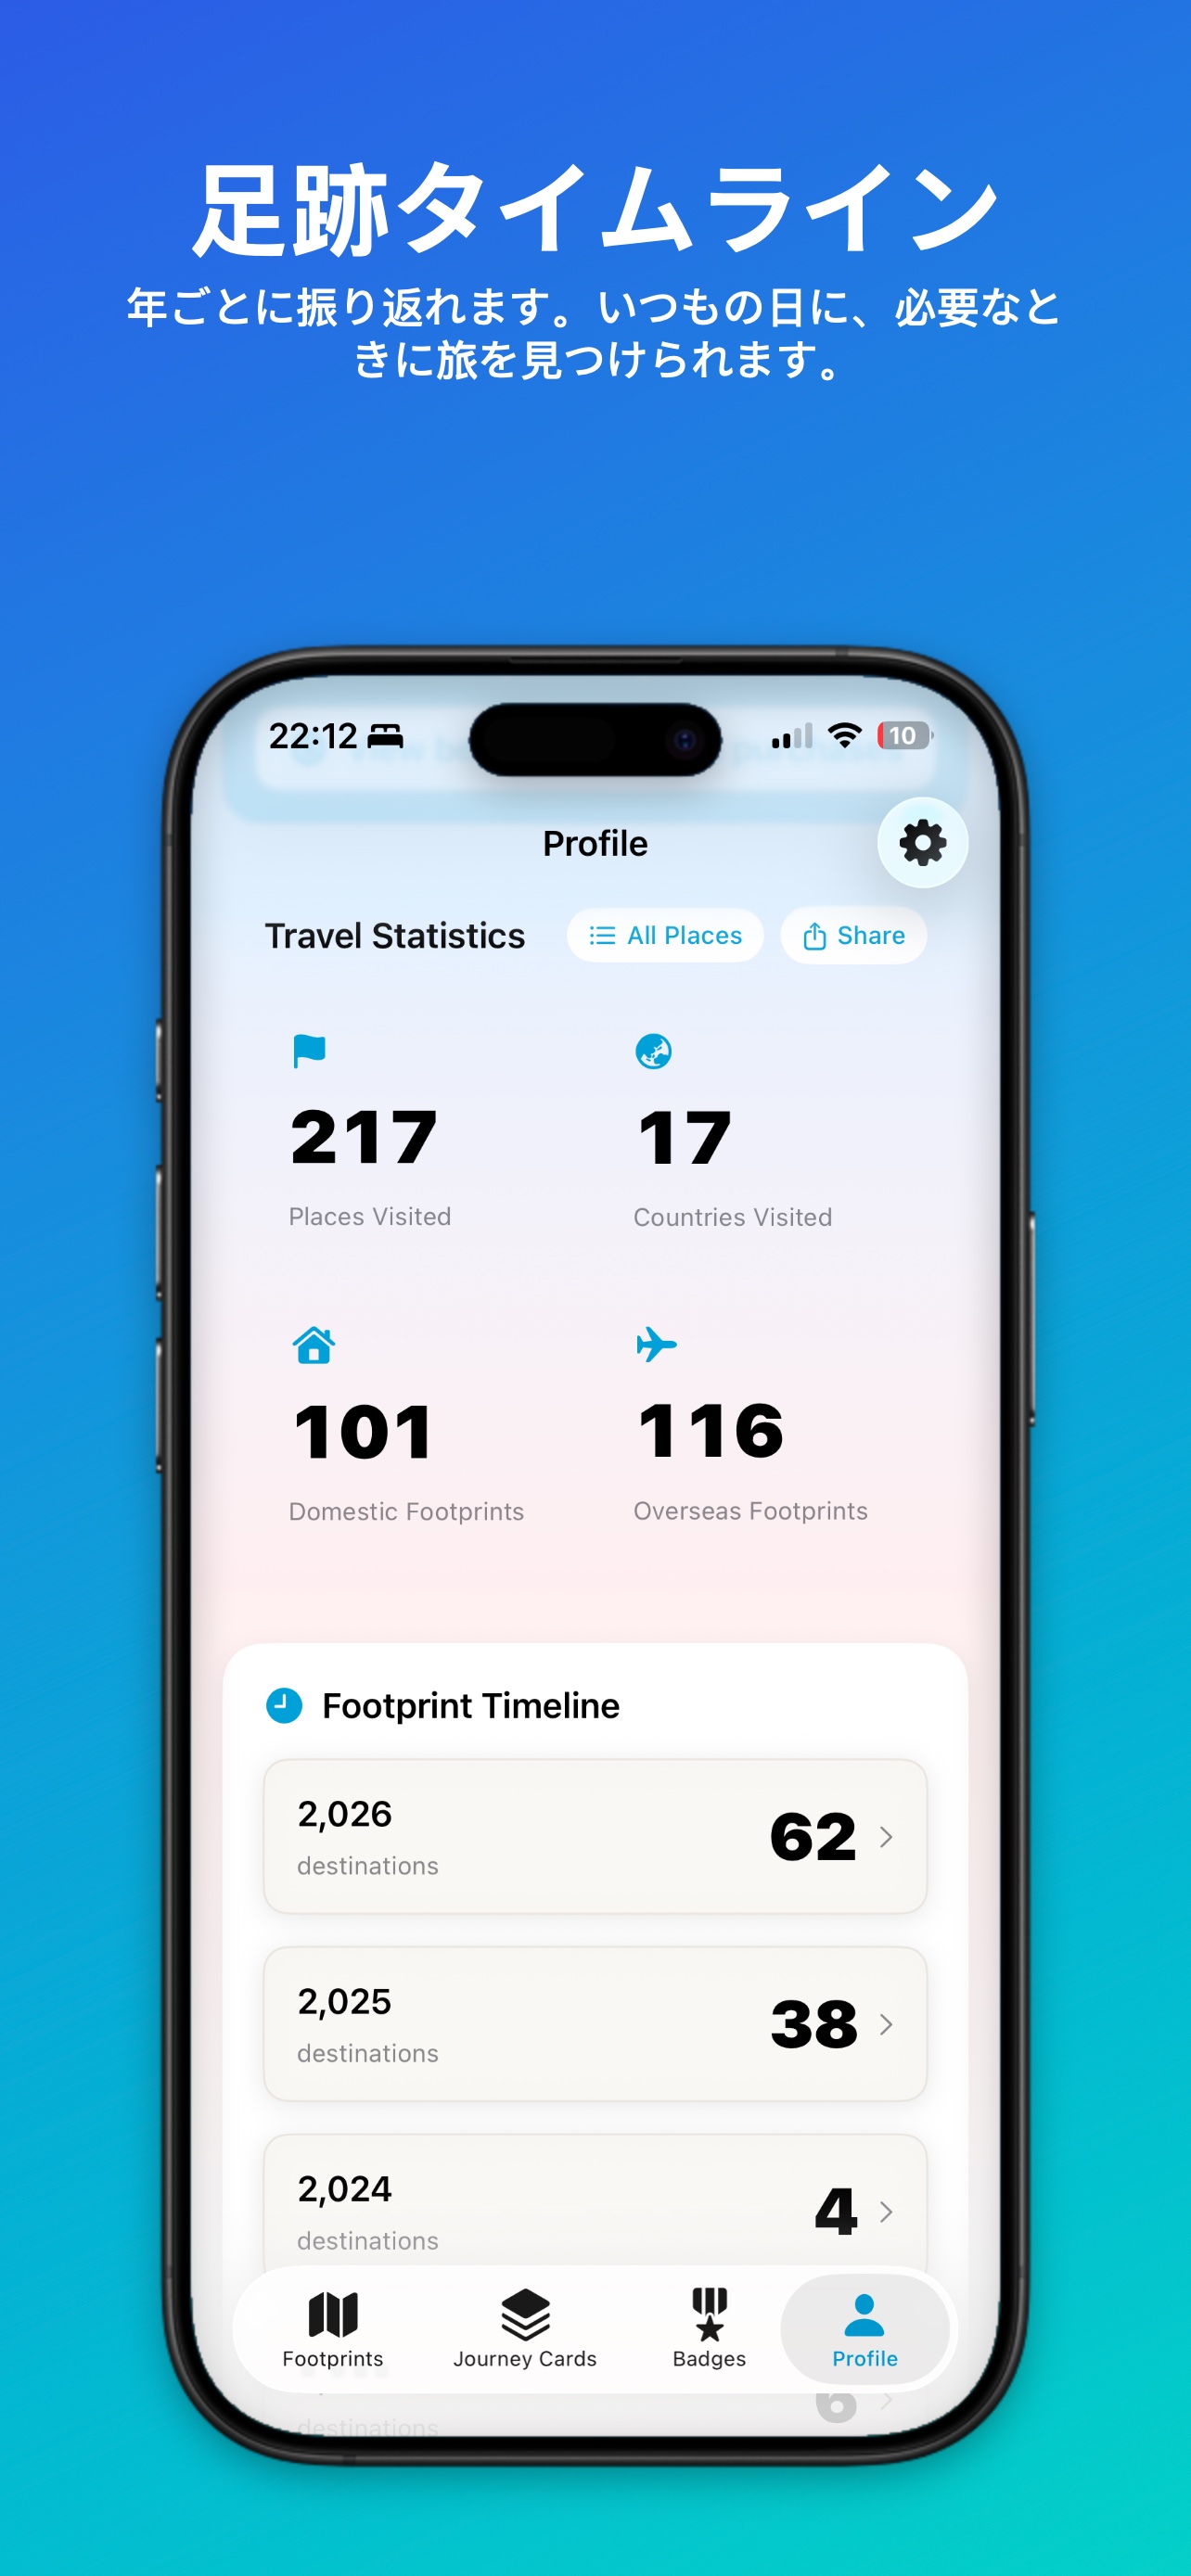 足跡タイムライン
年ごとに振り返れます。いつもの日に、必要なと
きに旅を見つけられます。
22:12
10
Profile
Travel Statistics
All Places
Share
217
17
Places Visited
Countries Visited
101
116
Domestic Footprints
Overseas Footprints
Footprint Timeline
2,026
62
destinations
2,025
38
destinations
2,024
4
destinations
Footprints
Journey Cards
Badges
Profile
6
destinations